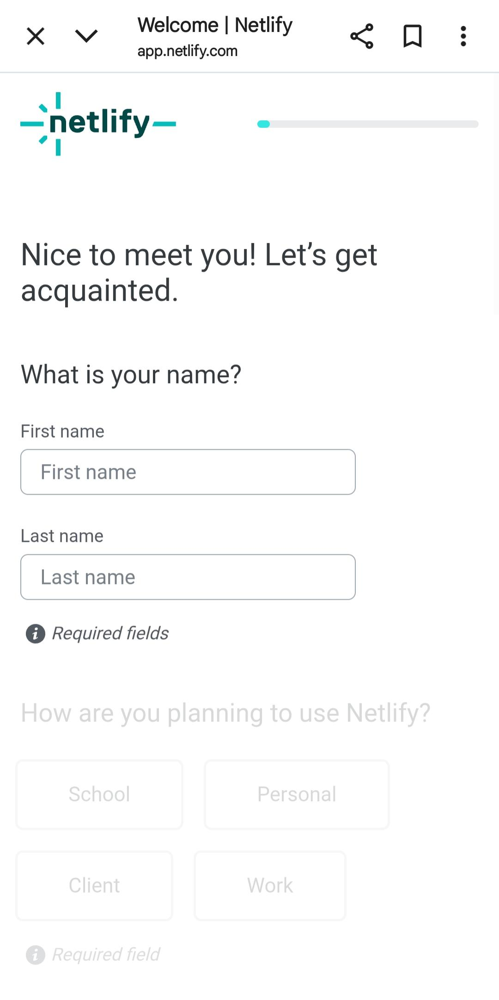 Welcome | Netlify
app.netlify.com
netlify
Nice to meet you! Let’s get
acquainted.
What is your name?
First name
First name
Last name
Last name
Required fields
How are you planning to use Netlify?
School
Personal
Client
Work
Required field